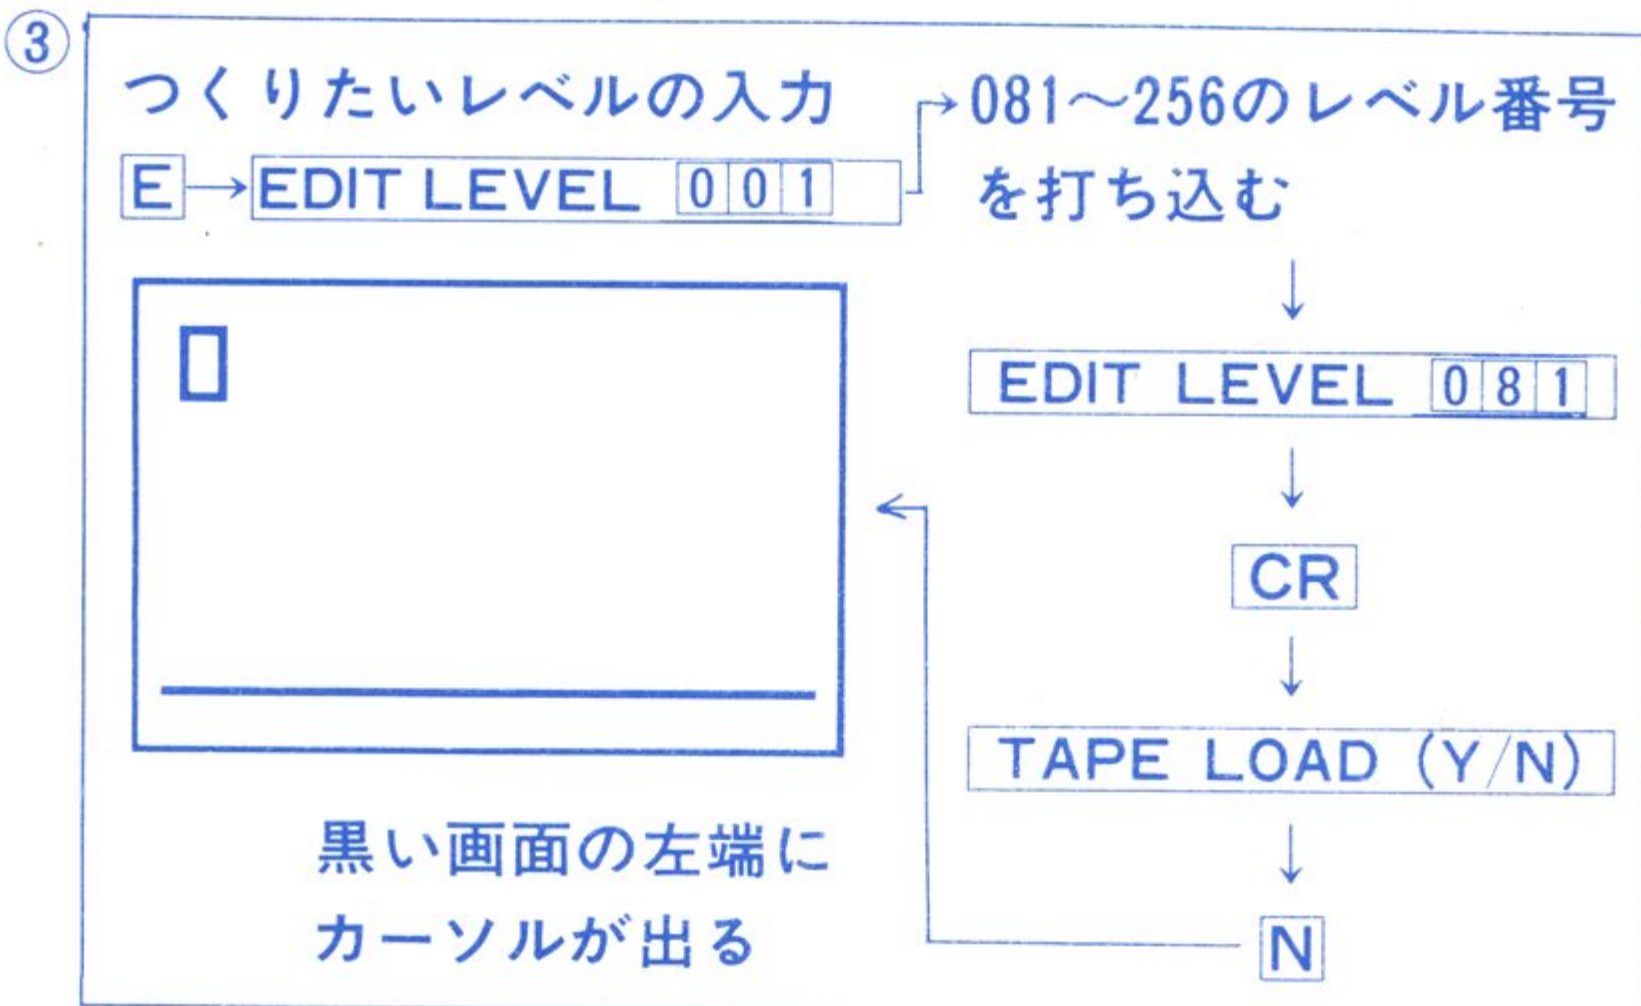 ③
つくりたいレベルの入力
E→EDIT LEVEL 001
→081~256のレベル番号
を打ち込む
↓
EDIT LEVEL 081
↓
CR
↓
TAPE LOAD (Y/N)
↓
N
黒い画面の左端に
カーソルが出る